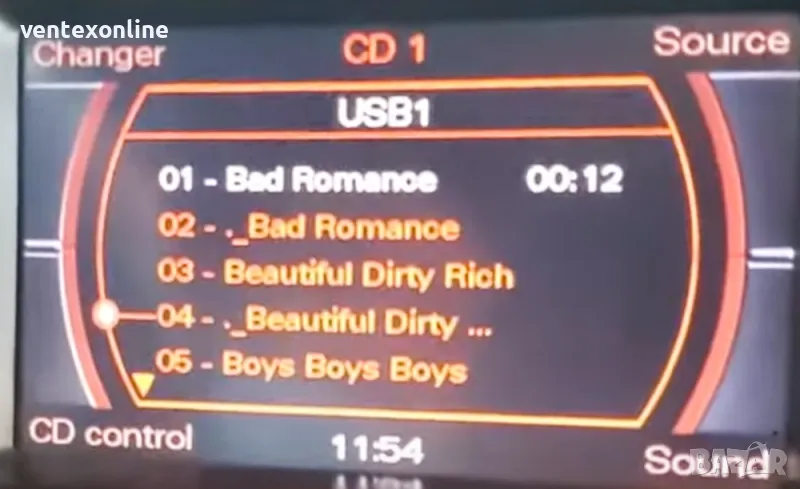 ventexonline
Changer CD 1 Source
USB1
01 - Bad Romance 00:12
02 - ._Bad Romance
03 - Beautiful Dirty Rich
04 - ._Beautiful Dirty ...
05 - Boys Boys Boys
CD control 11:54 Sound
BAZAR